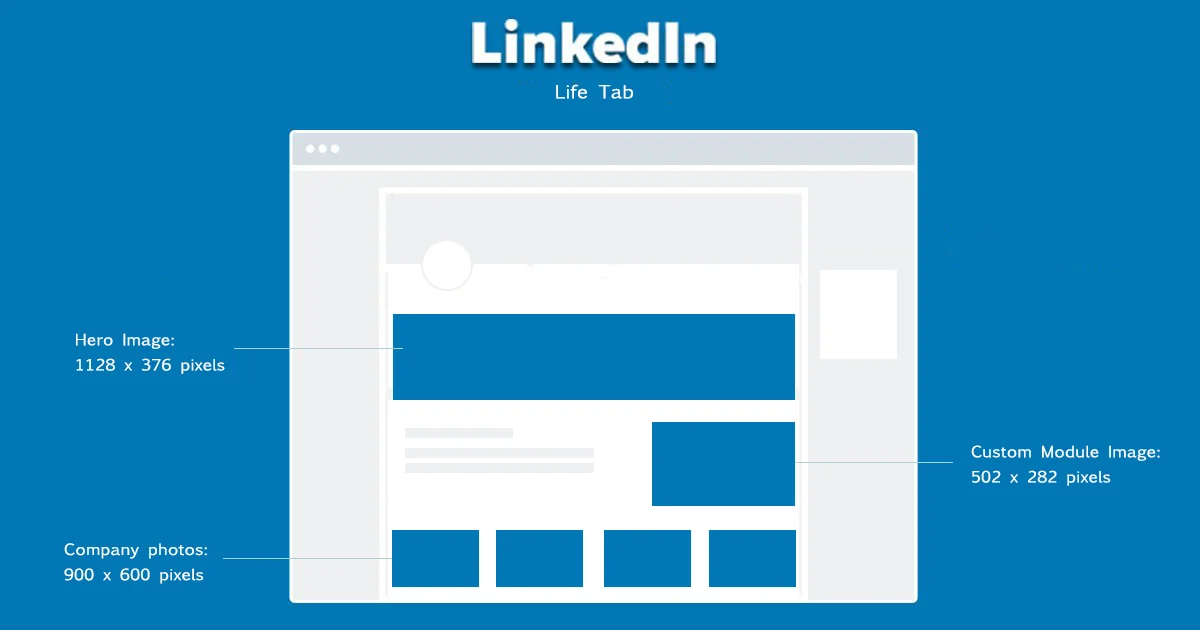 LinkedIn
Life Tab
Hero Image:
1128 x 376 pixels
Custom Module Image:
502 x 282 pixels
Company photos:
900 x 600 pixels